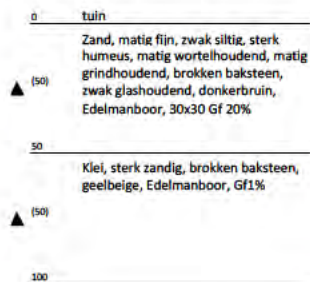 0 tuin
Zand, matig fijn, zwak siltig, sterk
humeus, matig wortelhoudend, matig
grindhoudend, brokken baksteen,
(50)
zwak glashoudend, donkerbruin,
Edelmanboor, 30x30 Gf 20%
50
Klei, sterk zandig, brokken baksteen,
geelbeige, Edelmanboor, Gf1%
(50)
100